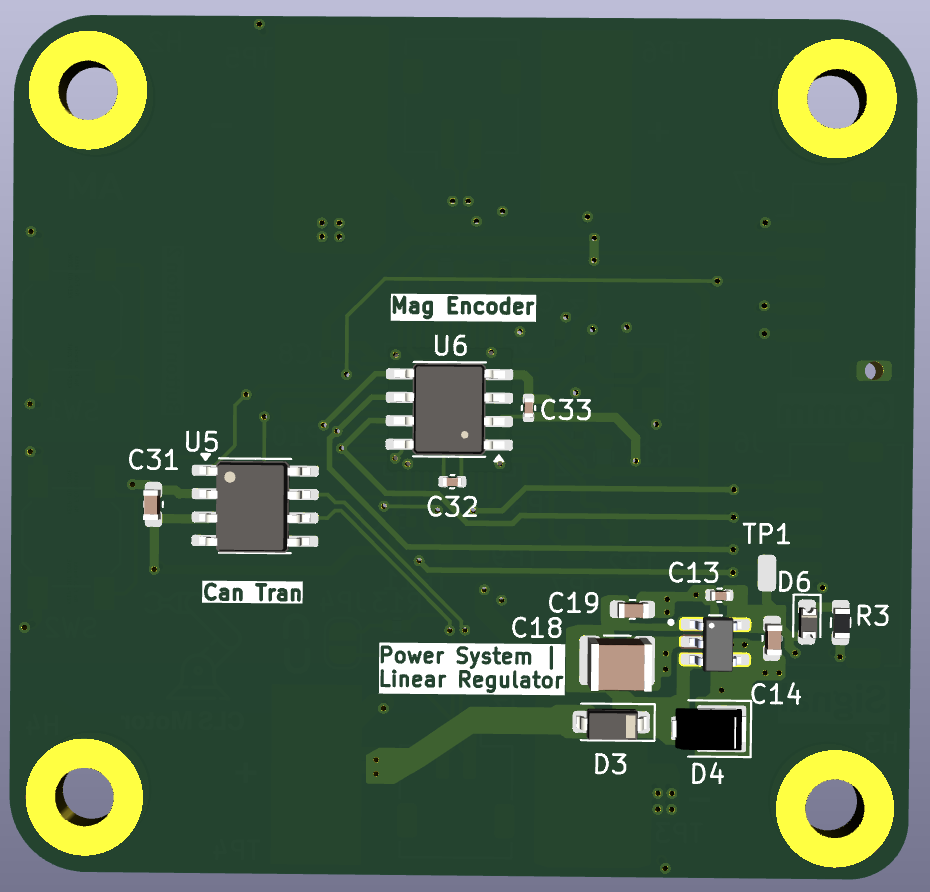 Mag Encoder
U6
C33
U5
C31
C32
TP1
Can Tran
C13
D6
C19
R3
C18
Power System |
Linear Regulator
C14
D3
D4